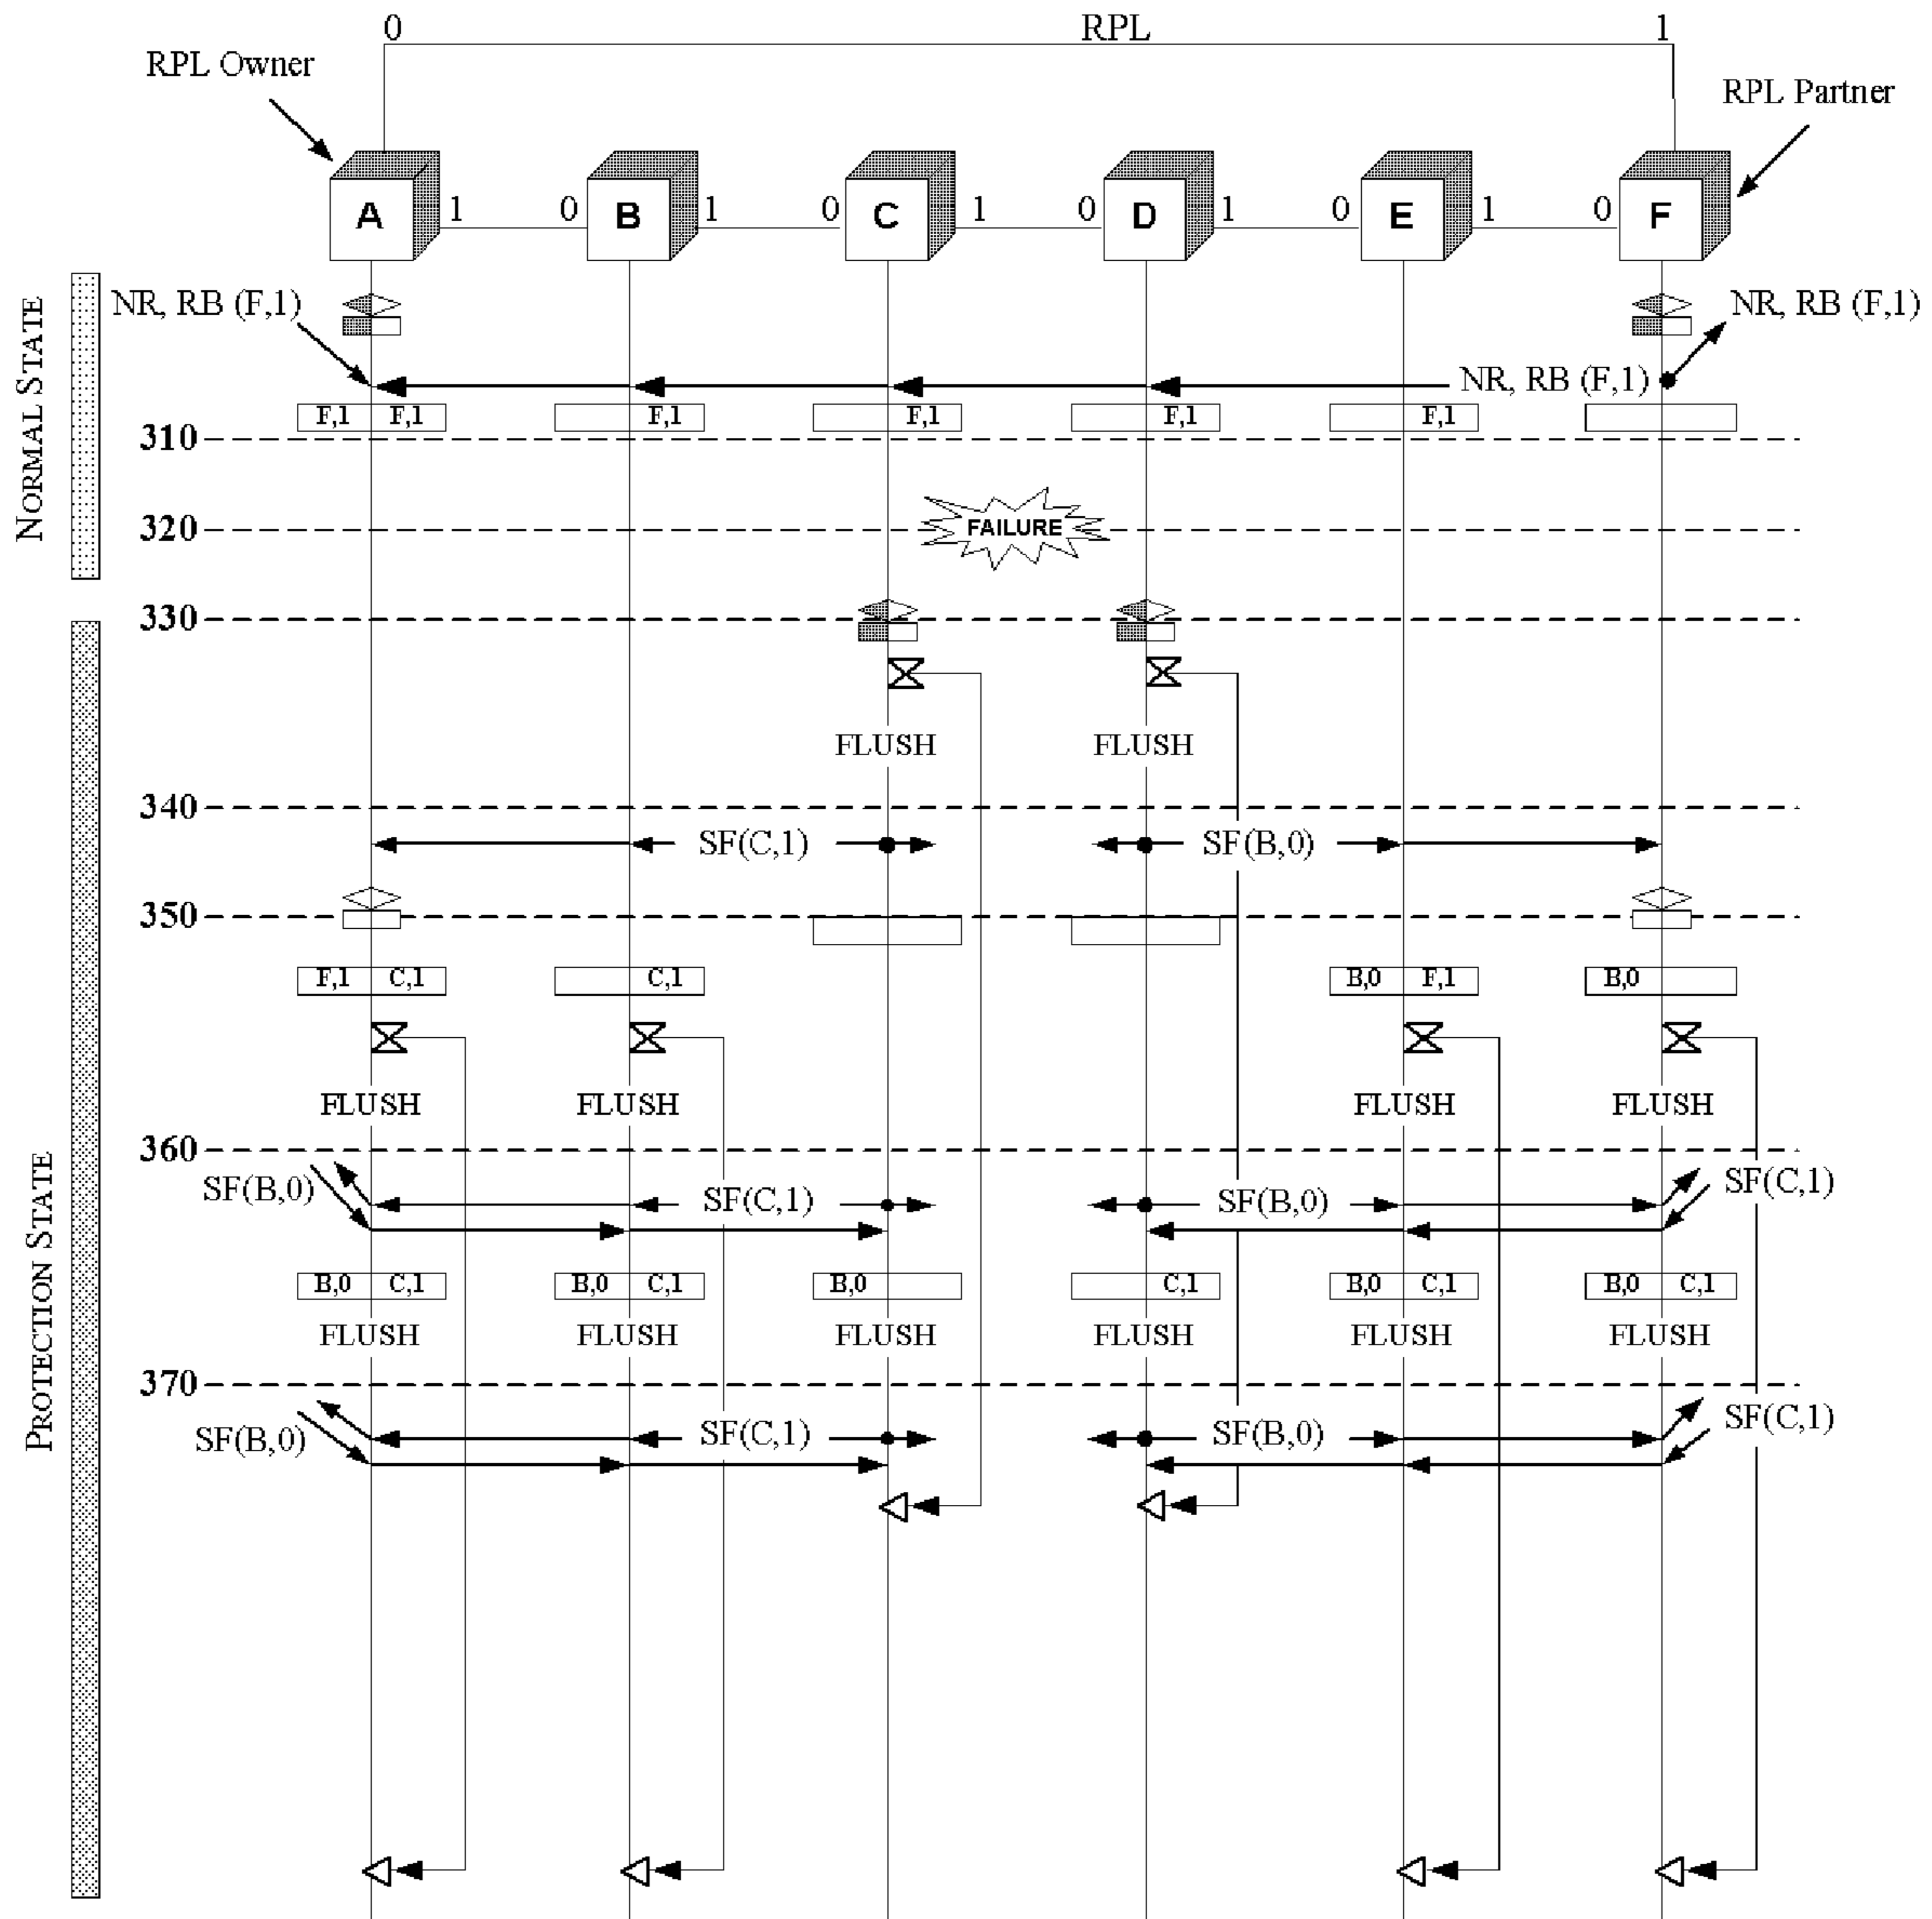 0 RPL 1
RPL Owner
RPL Partner
A 1 0 B 1 0 C 1 0 D 1 0 E 1 0 F
NORMAL STATE
NR, RB (F,1) NR, RB (F,1)
NR, RB (F,1)
F,1 F,1 F,1 F,1 F,1 F,1
310
320 FAILURE
330
PROTECTION STATE
FLUSH FLUSH
340
SF(C,1) SF(B,0)
350
F,1 C,1 C,1 B,0 F,1 B,0
FLUSH FLUSH FLUSH FLUSH
360
SF(B,0) SF(C,1) SF(B,0) SF(C,1)
B,0 C,1 B,0 C,1 B,0 C,1 B,0 C,1 B,0 C,1
FLUSH FLUSH FLUSH FLUSH FLUSH FLUSH
370
SF(B,0) SF(C,1) SF(B,0) SF(C,1)